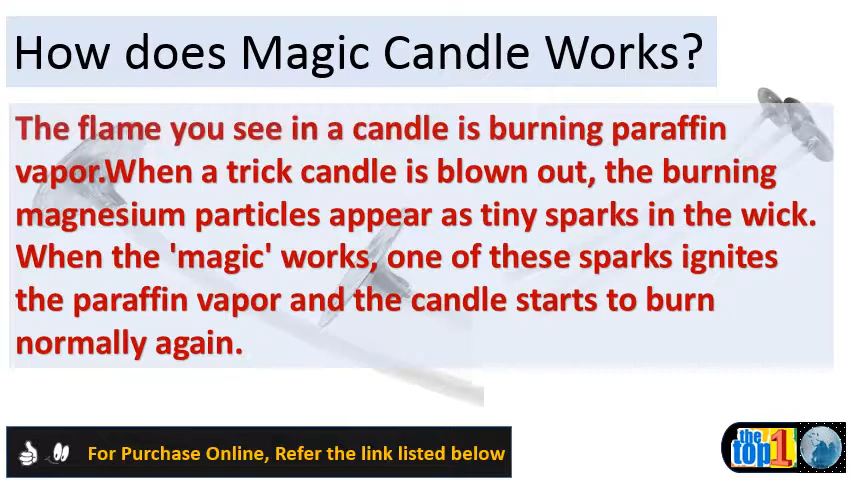 How does Magic Candle Works?
The flame you see in a candle is burning paraffin
vapor.When a trick candle is blown out, the burning
magnesium particles appear as tiny sparks in the wick.
When the 'magic' works, one of these sparks ignites
the paraffin vapor and the candle starts to burn
normally again.
For Purchase Online, Refer the link listed below
the
top1